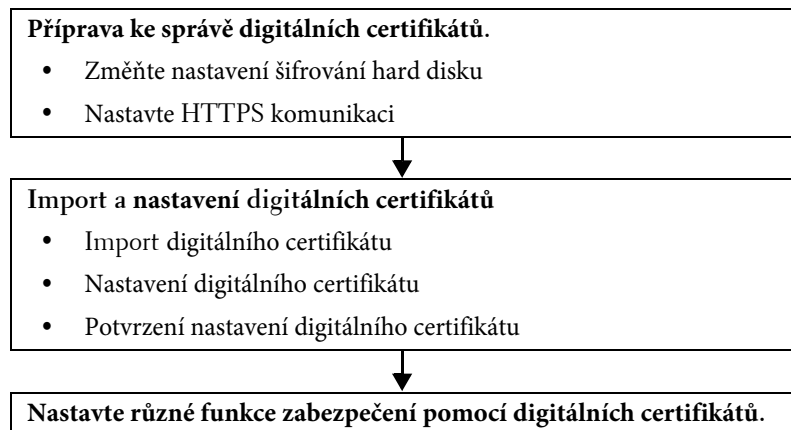 Příprava ke správě digitálních certifikátů.
• Změňte nastavení šifrování hard disku
• Nastavte HTTPS komunikaci
Import a nastavení digitálních certifikátů
• Import digitálního certifikátu
• Nastavení digitálního certifikátu
• Potvrzení nastavení digitálního certifikátu
Nastavte různé funkce zabezpečení pomocí digitálních certifikátů.